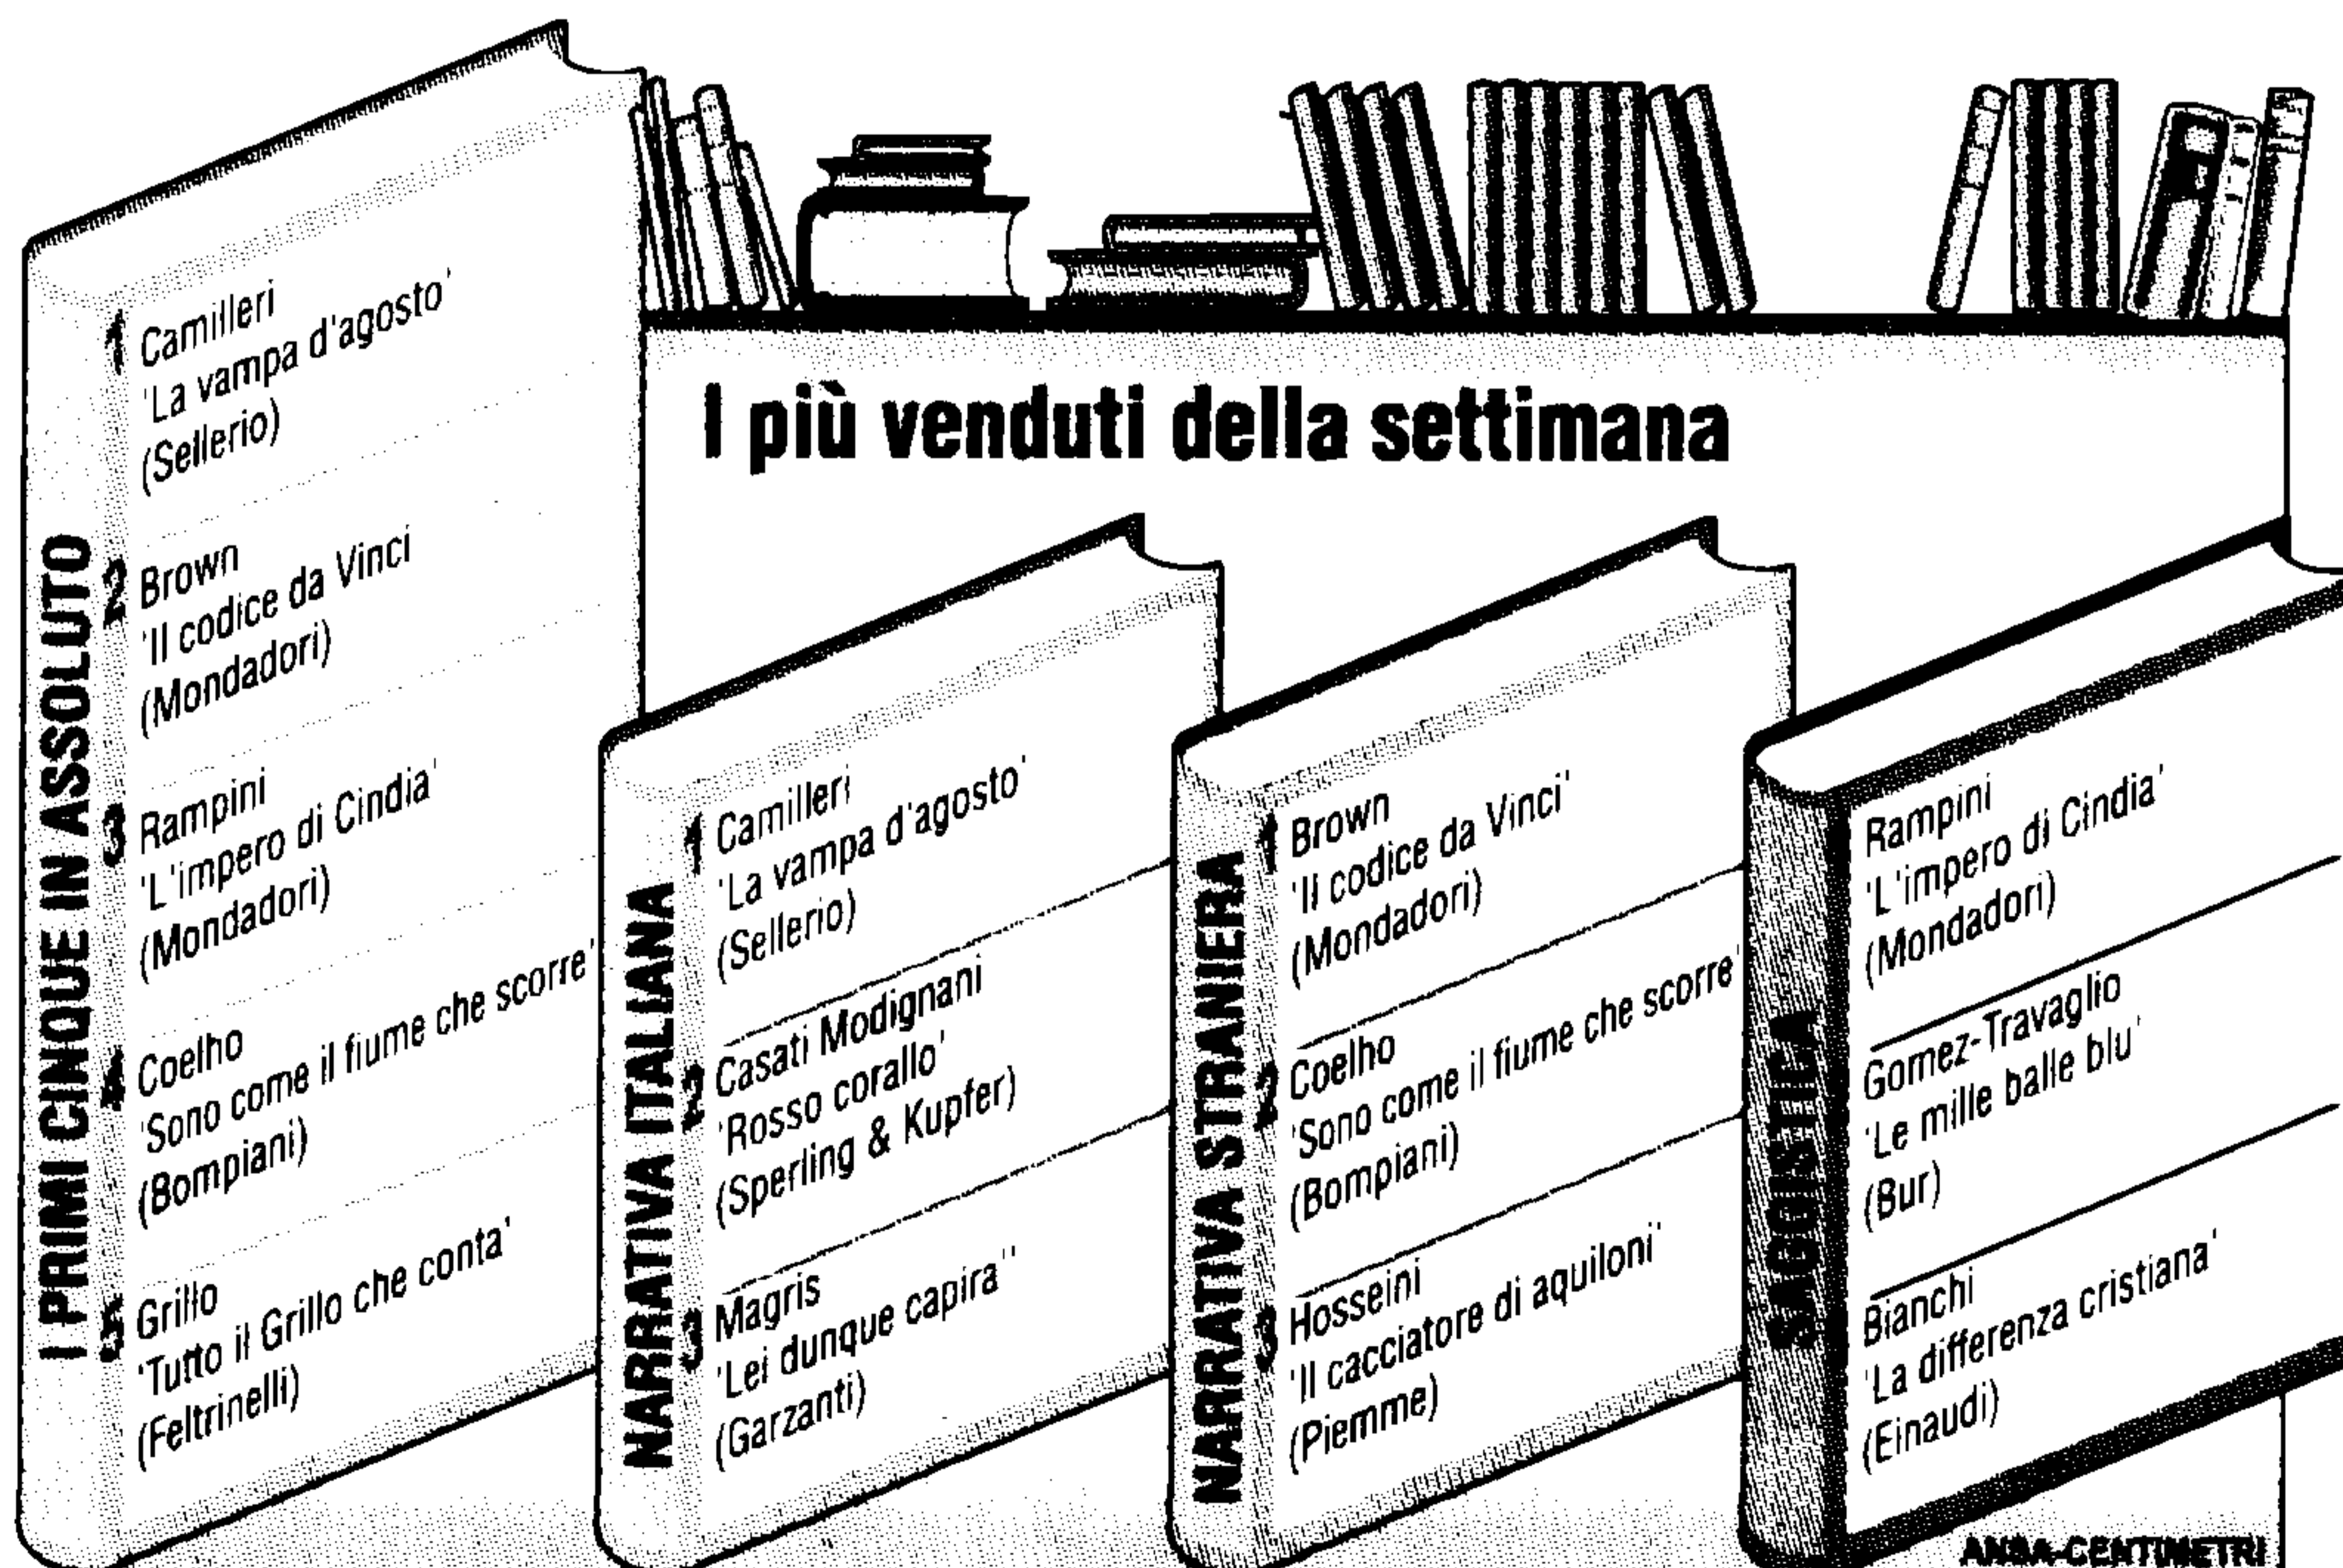 I più venduti della settimana
I PRIMI CINQUE IN ASSOLUTO
1 Camilleri
'La vampa d'agosto'
(Sellerio)
2 Brown
'Il codice da Vinci
(Mondadori)
3 Rampini
'L'impero di Cindia'
(Mondadori)
4 Coelho
'Sono come il fiume che scorre'
(Bompiani)
5 Grillo
'Tutto il Grillo che conta'
(Feltrinelli)
NARRATIVA ITALIANA
1 Camilleri
'La vampa d'agosto'
(Sellerio)
2 Casati Modignani
'Rosso corallo'
(Sperling & Kupfer)
3 Magris
'Lei dunque capira''
(Garzanti)
NARRATIVA STRANIERA
1 Brown
'Il codice da Vinci'
(Mondadori)
2 Coelho
'Sono come il fiume che scorre'
(Bompiani)
3 Hosseini
'Il cacciatore di aquiloni'
(Piemme)
SAGGISTICA
Rampini
'L'impero di Cindia'
(Mondadori)
Gomez-Travaglio
'Le mille balle blu'
(Bur)
Bianchi
'La differenza cristiana'
(Einaudi)
ANSA-CENTIMETRI